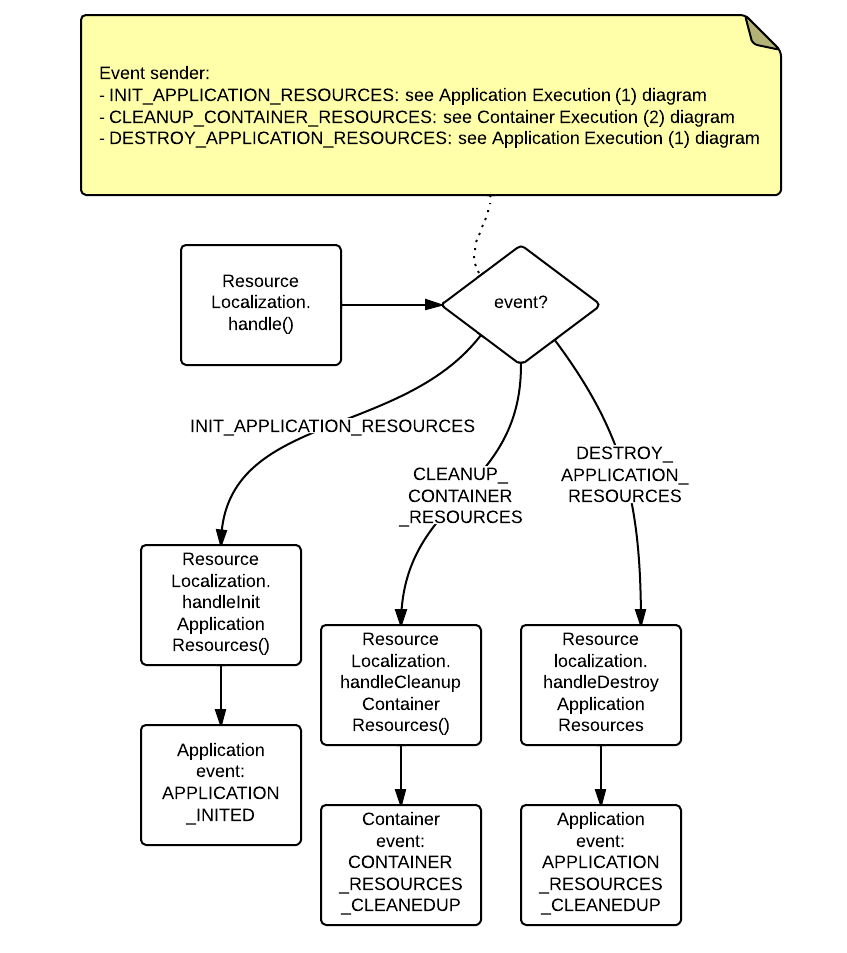 Event sender:
- INIT_APPLICATION_RESOURCES: see Application Execution (1) diagram
- CLEANUP_CONTAINER_RESOURCES: see Container Execution (2) diagram
- DESTROY_APPLICATION_RESOURCES: see Application Execution (1) diagram
Resource
Localization.
handle()
event?
INIT_APPLICATION_RESOURCES
CLEANUP_
CONTAINER
_RESOURCES
DESTROY_
APPLICATION_
RESOURCES
Resource
Localization.
handleInit
Application
Resources()
Resource
Localization.
handleCleanup
Container
Resources()
Resource
localization.
handleDestroy
Application
Resources
Application
event:
APPLICATION
_INITED
Container
event:
CONTAINER
_RESOURCES
_CLEANEDUP
Application
event:
APPLICATION
_RESOURCES
_CLEANEDUP